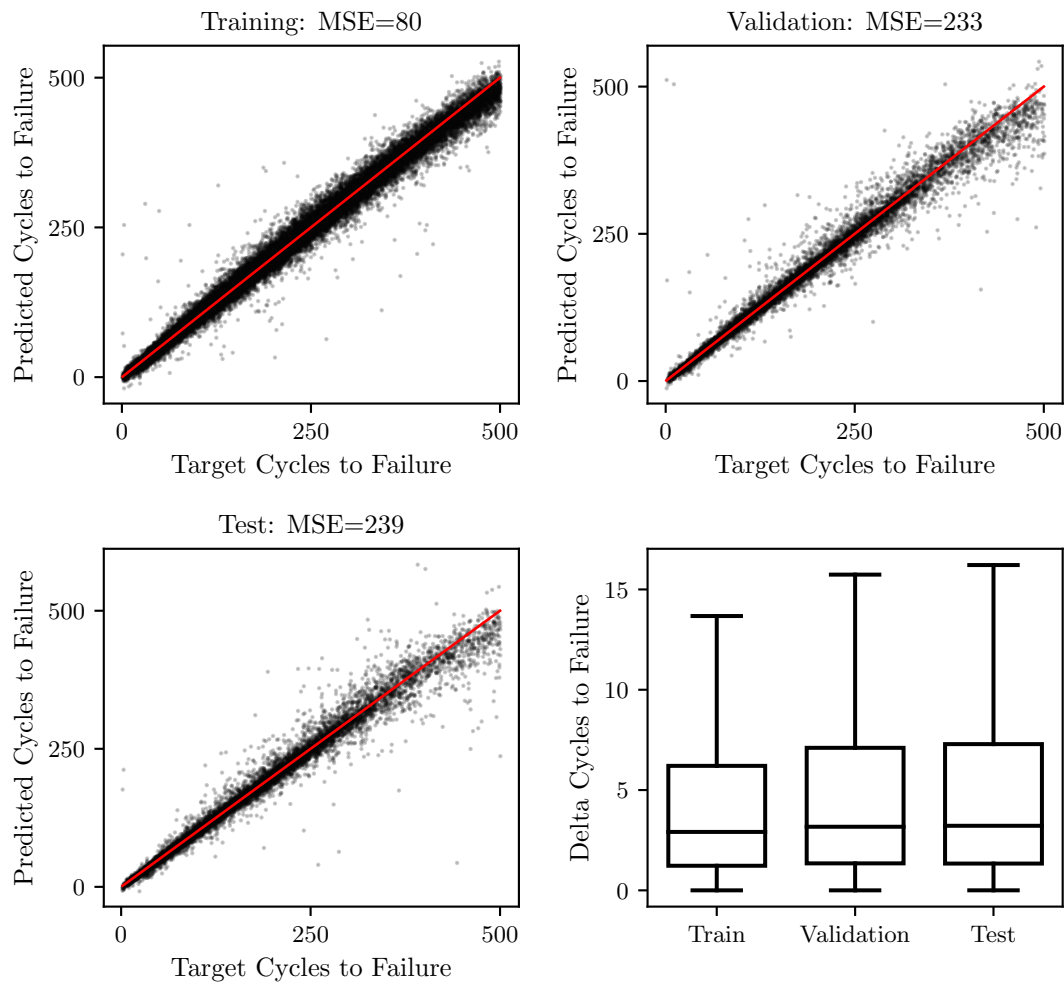 Training: MSE=80
Predicted Cycles to Failure
500
250
0
0
250
500
Target Cycles to Failure
Validation: MSE=233
Predicted Cycles to Failure
500
250
0
0
250
500
Target Cycles to Failure
Test: MSE=239
Predicted Cycles to Failure
500
250
0
0
250
500
Target Cycles to Failure
Delta Cycles to Failure
15
10
5
0
Train
Validation
Test